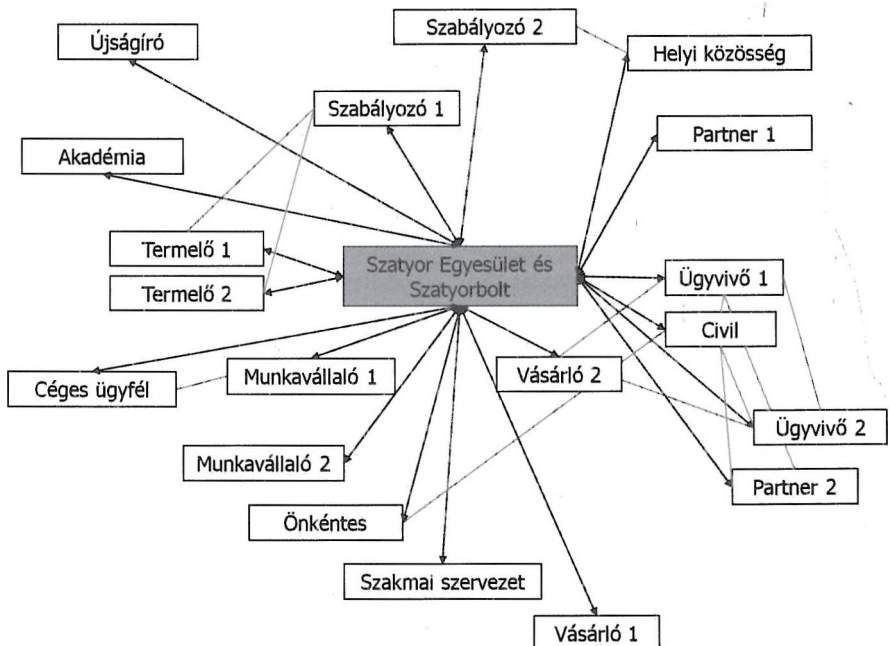 Szabályozó 2
Újságíró
Helyi közösség
Szabályozó 1
Partner 1
Akadémia
Termelő 1
Szatyor Egyesület és
Szatyorbolt
Termelő 2
Ügyvivő 1
Civil
Céges ügyfél
Munkavállaló 1
Vásárló 2
Ügyvivő 2
Munkavállaló 2
Partner 2
Önkéntes
Szakmai szervezet
Vásárló 1